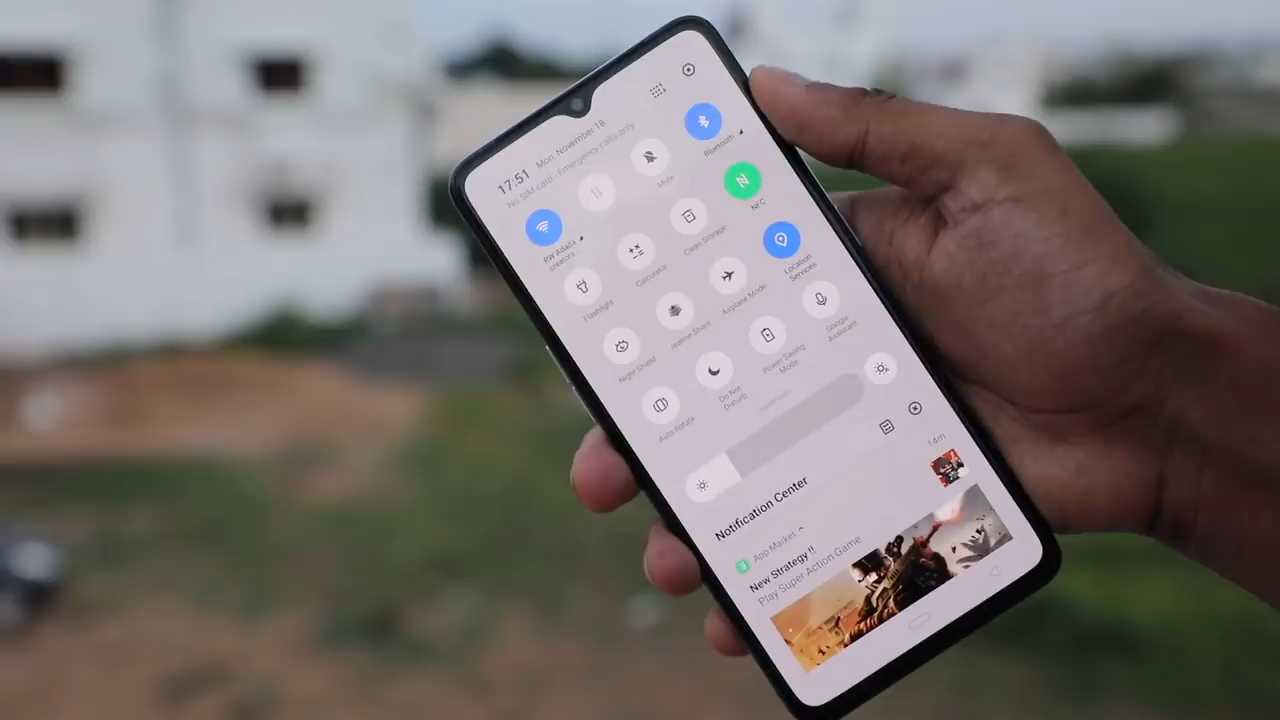 17:51 Mon, November 18
No SIM card - Emergency calls only
RW Adada creators
Mute
Bluetooth
Flashlight
Calculator
Clean Storage
NFC
Night Shield
realme Share
Airplane Mode
Location Services
Auto Rotate
Do Not Disturb
Power Saving Mode
Google Assistant
Notification Center
App Market
14m
New Strategy !!
Play Super Action Game